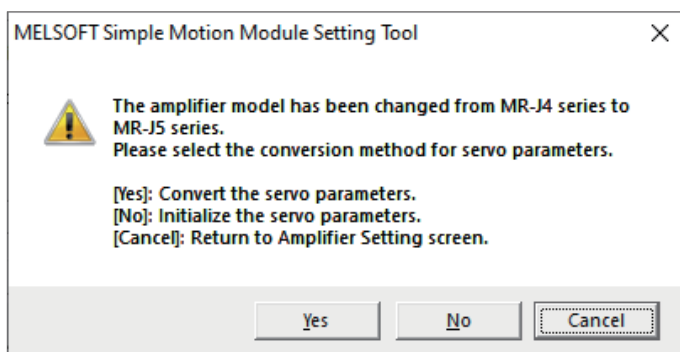 MELSOFT Simple Motion Module Setting Tool
The amplifier model has been changed from MR-J4 series to
MR-J5 series.
Please select the conversion method for servo parameters.
[Yes]: Convert the servo parameters.
[No]: Initialize the servo parameters.
[Cancel]: Return to Amplifier Setting screen.
Yes
No
Cancel